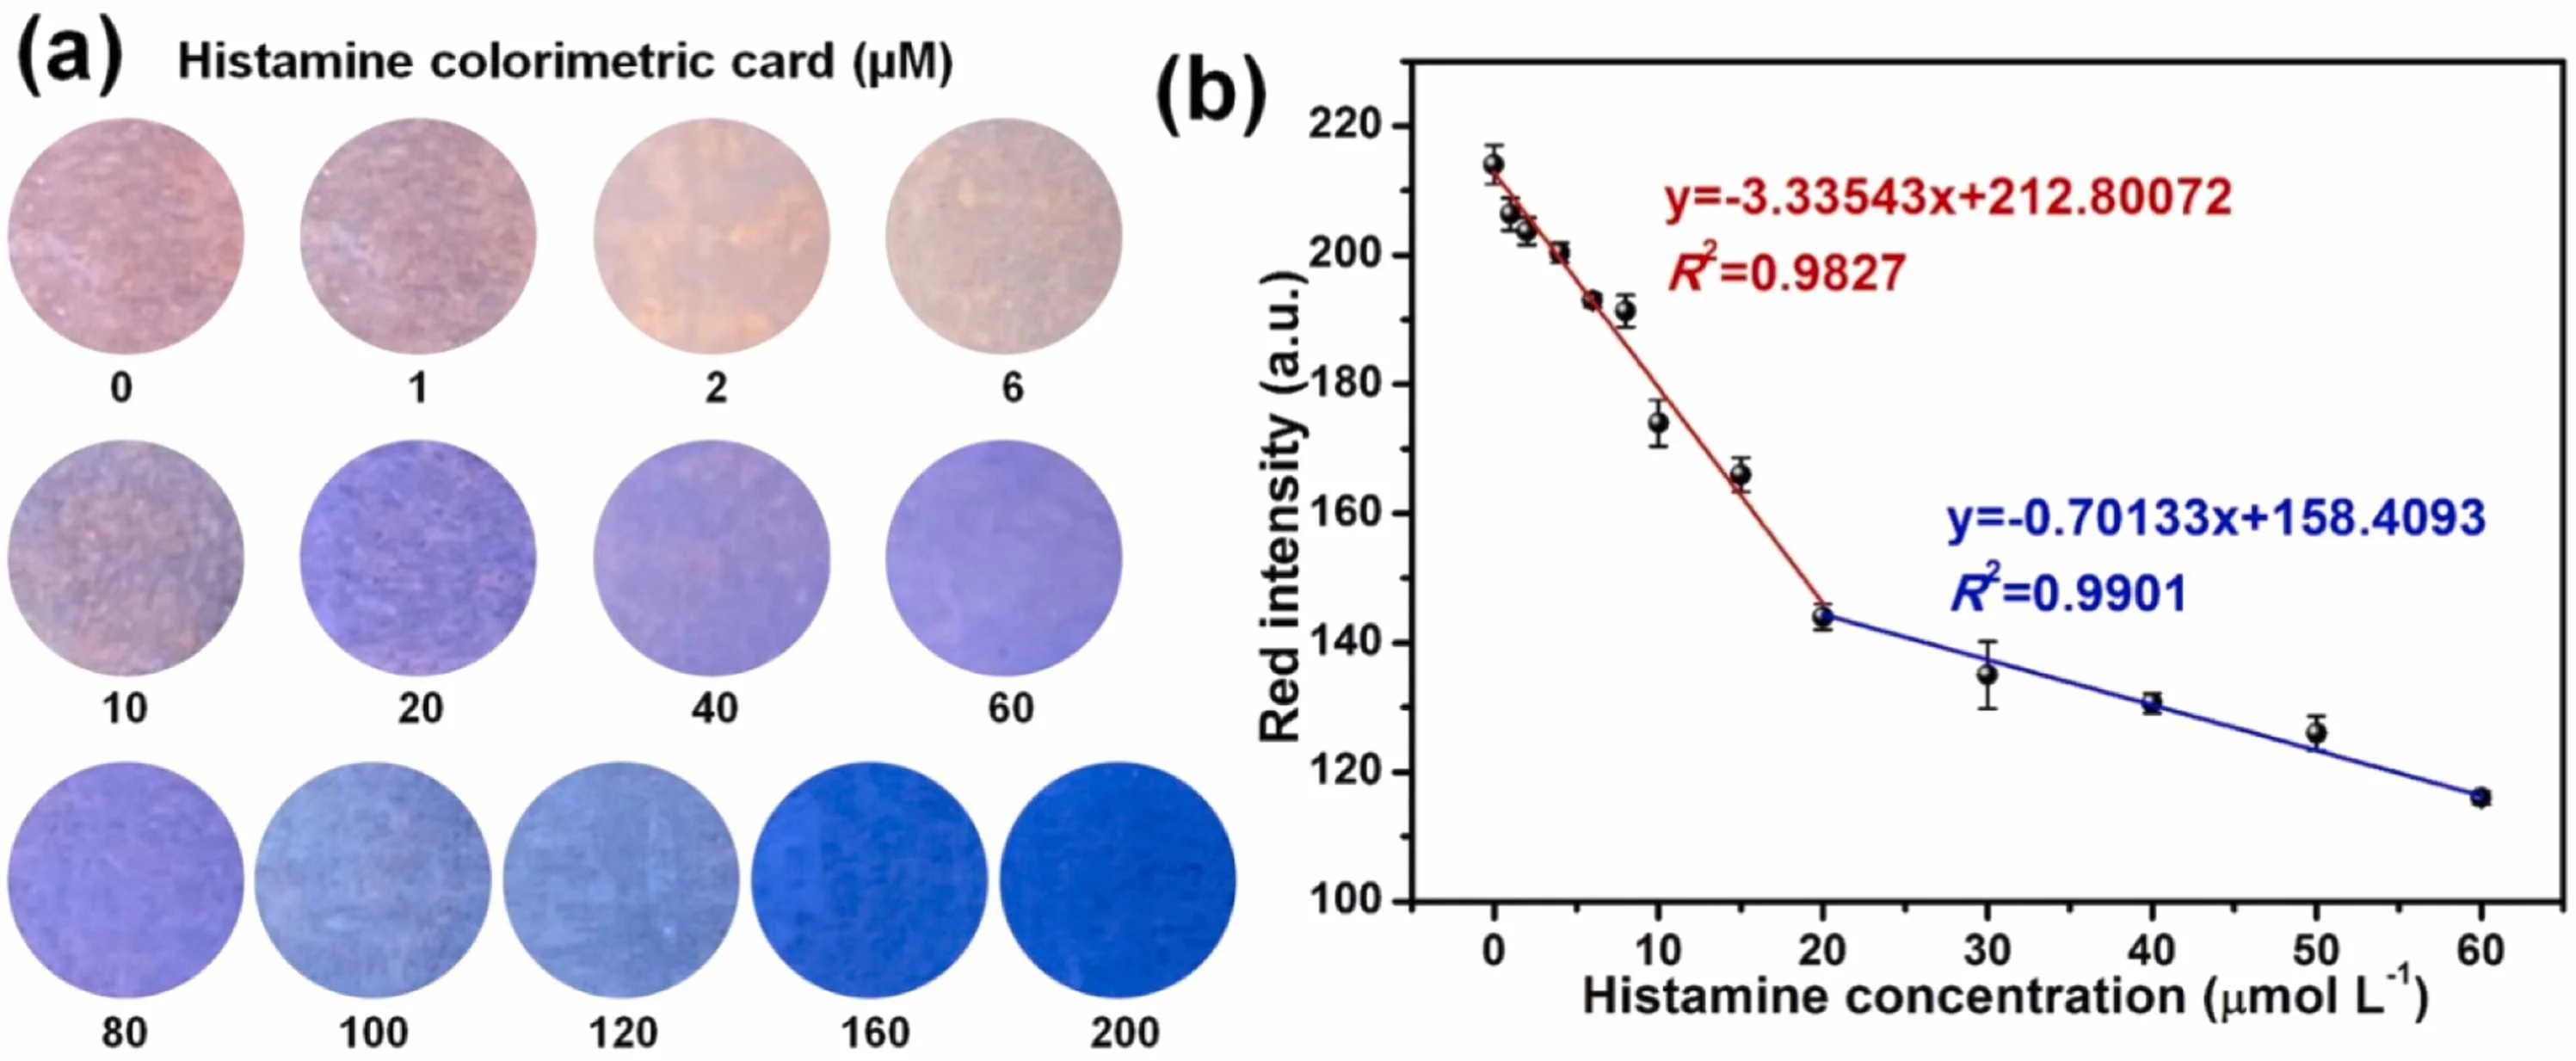 (a) Histamine colorimetric card (µM)
0 1 2 6
10 20 40 60
80 100 120 160 200
(b)
Red intensity (a.u.)
220
200
180
160
140
120
100
y=-3.33543x+212.80072
R²=0.9827
y=-0.70133x+158.4093
R²=0.9901
0 10 20 30 40 50 60
Histamine concentration (μmol L⁻¹)